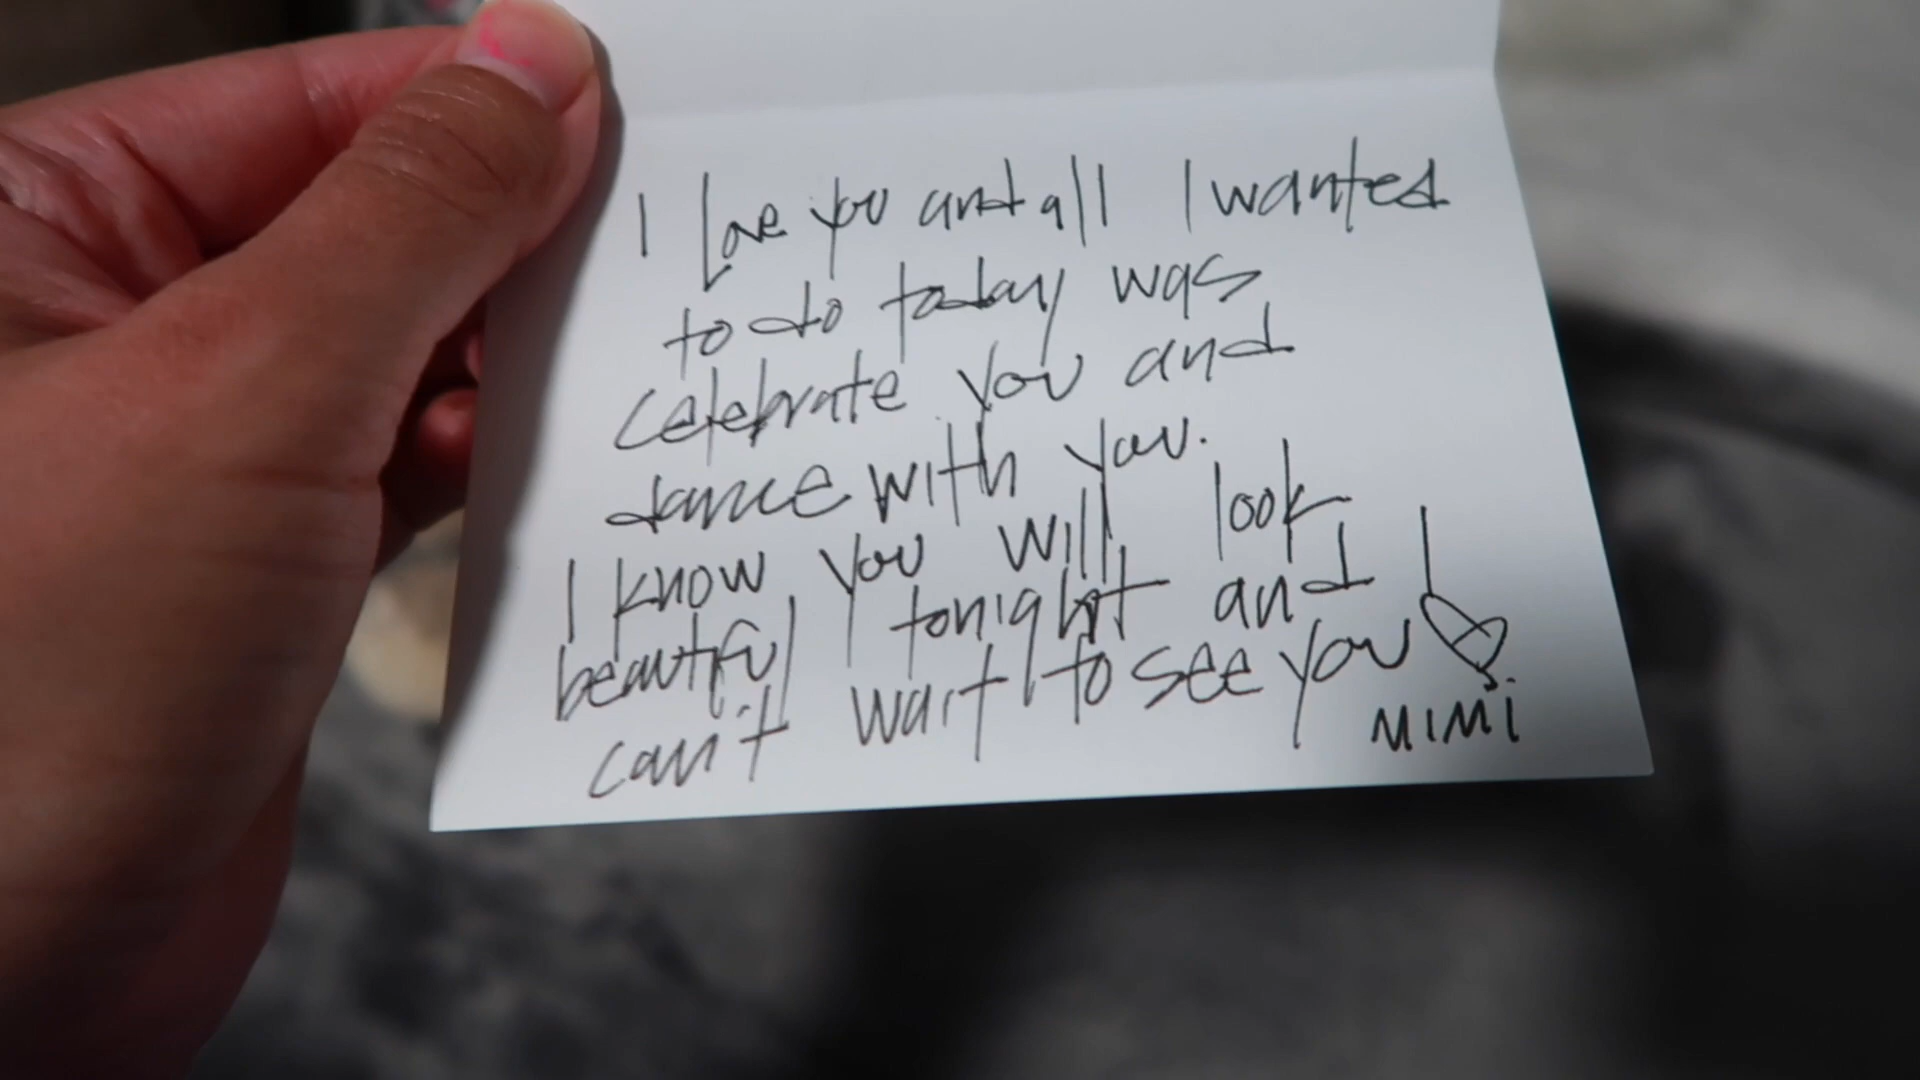 I Love you and all I wanted
to do today was
celebrate you and
dance with you.
I know you will look
beautiful tonight and I
can't wait to see you
MIMI